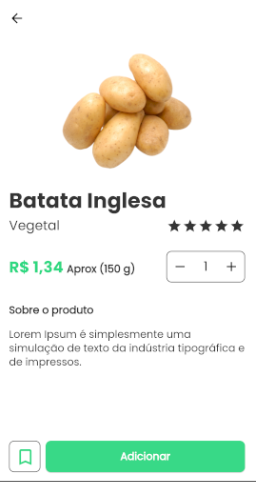 Batata Inglesa
Vegetal
R$ 1,34 Aprox (150 g)
1
Sobre o produto
Lorem Ipsum é simplesmente uma
simulação de texto da indústria tipográfica e
de impressos.
Adicionar